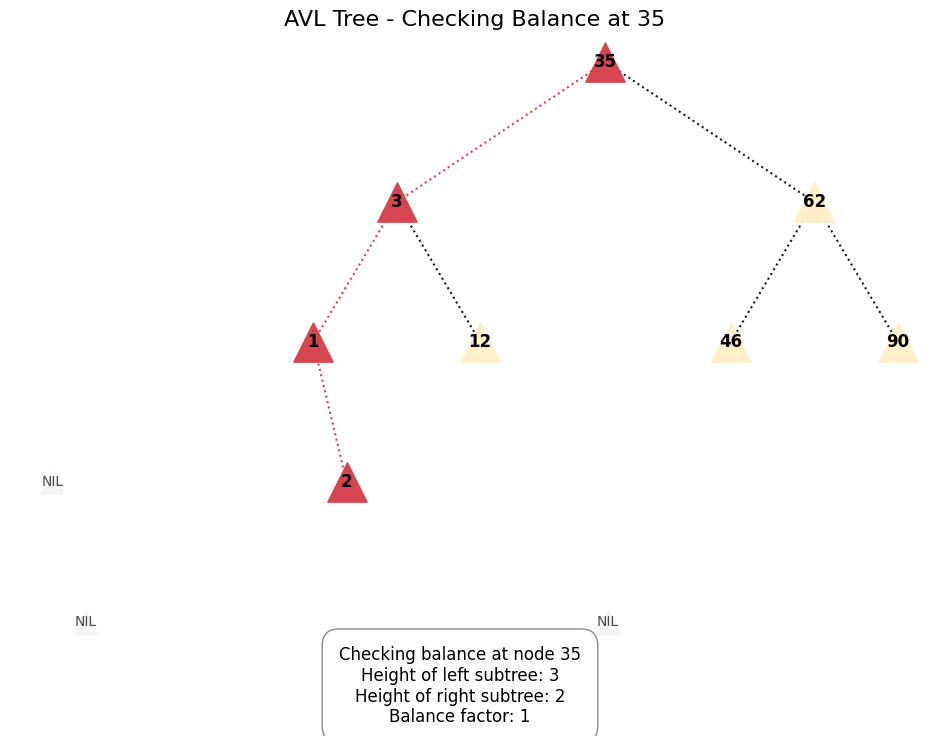 AVL Tree - Checking Balance at 35
35
3
62
1
12
46
90
NIL
2
NIL
NIL
Checking balance at node 35
Height of left subtree: 3
Height of right subtree: 2
Balance factor: 1